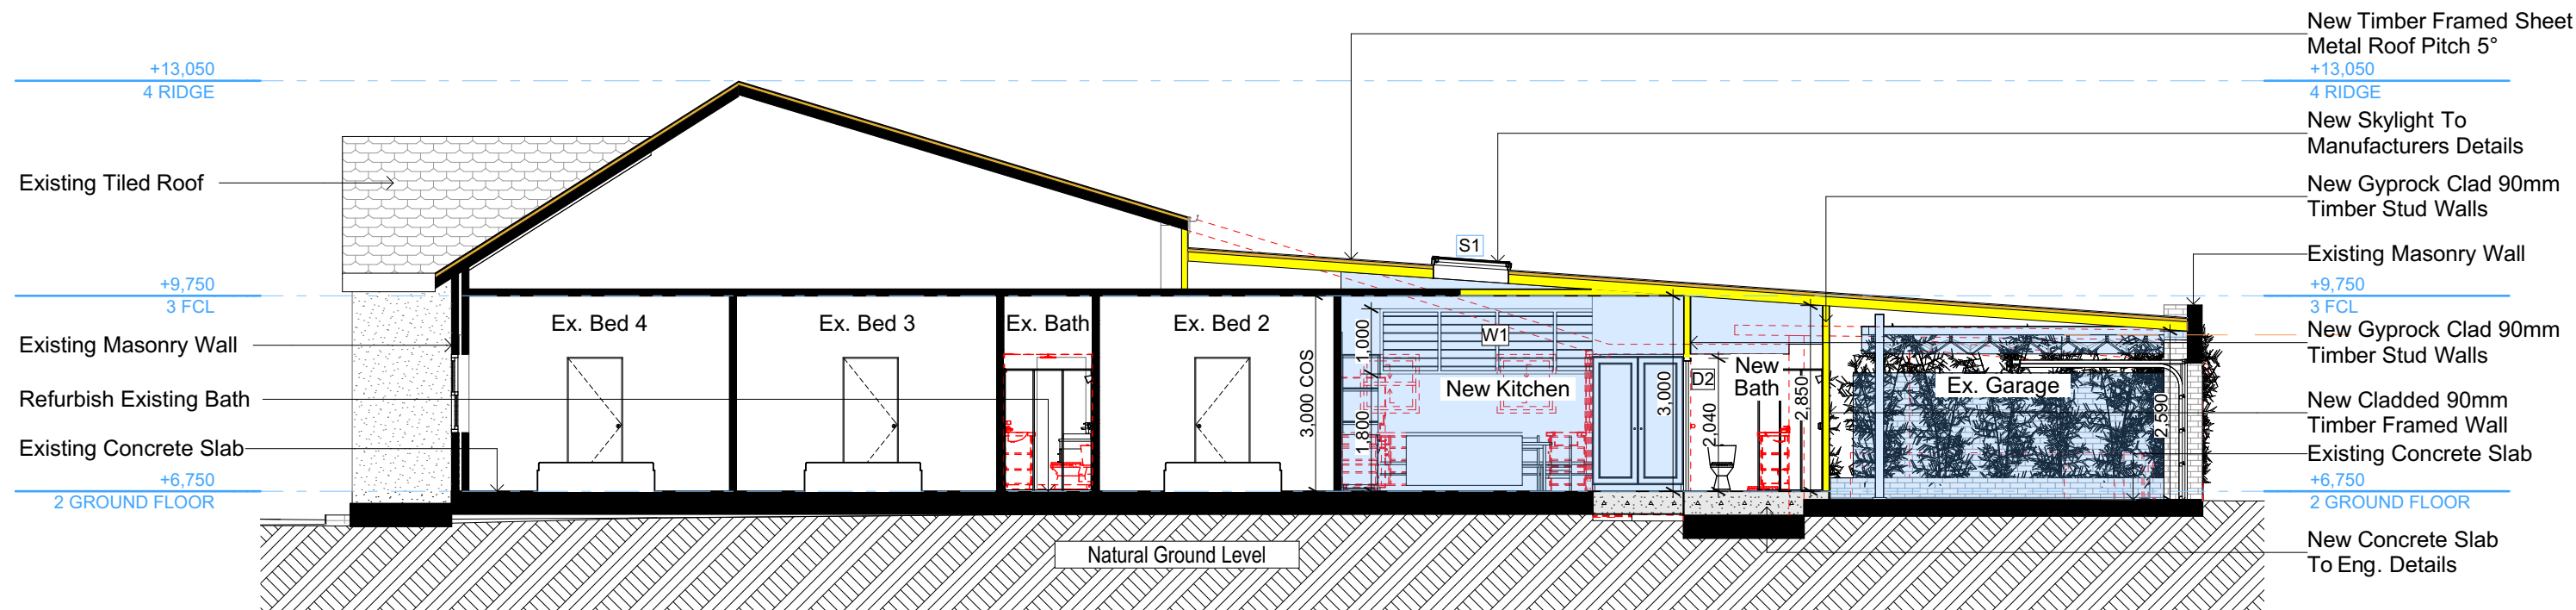 +13,050
4 RIDGE
Existing Tiled Roof
+9,750
3 FCL
Existing Masonry Wall
Refurbish Existing Bath
Existing Concrete Slab
+6,750
2 GROUND FLOOR
Ex. Bed 4
Ex. Bed 3
Ex. Bath
Ex. Bed 2
3,000 COS
1,000
1,800
S1
W1
New Kitchen
3,000
D2
2,040
New
Bath
2,850
Ex. Garage
2,590
Natural Ground Level
New Timber Framed Sheet
Metal Roof Pitch 5°
+13,050
4 RIDGE
New Skylight To
Manufacturers Details
New Gyprock Clad 90mm
Timber Stud Walls
Existing Masonry Wall
+9,750
3 FCL
New Gyprock Clad 90mm
Timber Stud Walls
New Cladded 90mm
Timber Framed Wall
Existing Concrete Slab
+6,750
2 GROUND FLOOR
New Concrete Slab
To Eng. Details